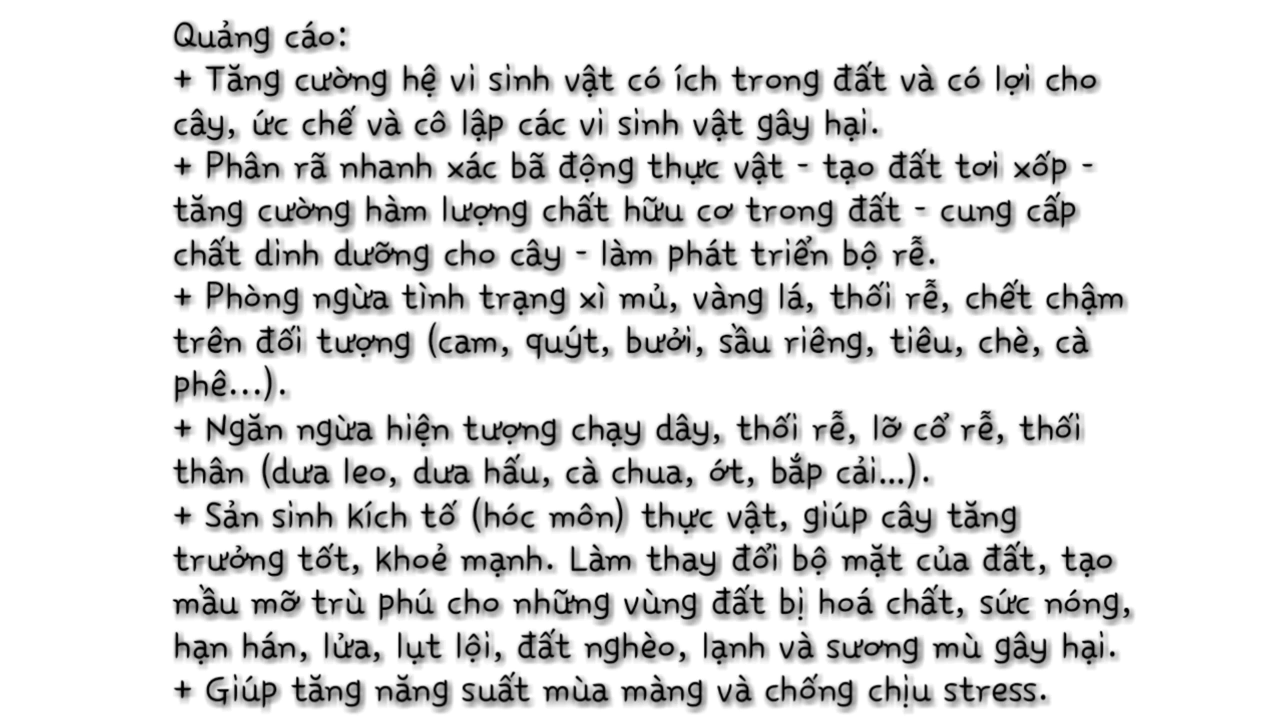 Quảng cáo:
+ Tăng cường hệ vi sinh vật có ích trong đất và có lợi cho
cây, ức chế và cô lập các vi sinh vật gây hại.
+ Phân rã nhanh xác bã động thực vật - tạo đất tơi xốp -
tăng cường hàm lượng chất hữu cơ trong đất - cung cấp
chất dinh dưỡng cho cây - làm phát triển bộ rễ.
+ Phòng ngừa tình trạng xì mủ, vàng lá, thối rễ, chết chậm
trên đối tượng (cam, quýt, bưởi, sầu riêng, tiêu, chè, cà
phê...).
+ Ngăn ngừa hiện tượng chạy dây, thối rễ, lỡ cổ rễ, thối
thân (dưa leo, dưa hấu, cà chua, ớt, bắp cải...).
+ Sản sinh kích tố (hóc môn) thực vật, giúp cây tăng
trưởng tốt, khoẻ mạnh. Làm thay đổi bộ mặt của đất, tạo
mầu mỡ trù phú cho những vùng đất bị hoá chất, sức nóng,
hạn hán, lửa, lụt lội, đất nghèo, lạnh và sương mù gây hại.
+ Giúp tăng năng suất mùa màng và chống chịu stress.